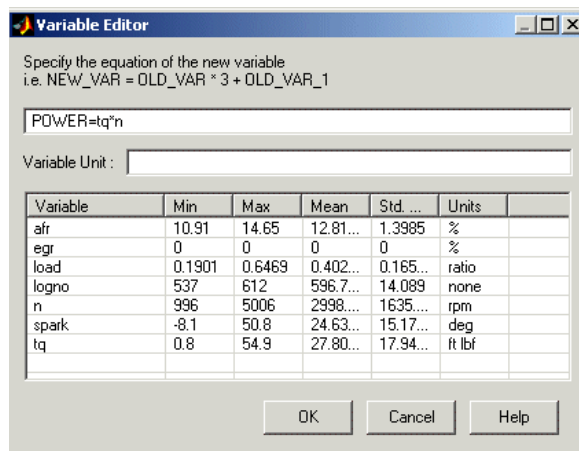 Variable Editor
Specify the equation of the new variable
i.e. NEW_VAR = OLD_VAR * 3 + OLD_VAR_1
POWER=tq*n
Variable Unit :
Variable Min Max Mean Std. ... Units
afr 10.91 14.65 12.81... 1.3985 %
egr 0 0 0 0 %
load 0.1901 0.6469 0.402... 0.165... ratio
logno 537 612 596.7... 14.089 none
n 996 5006 2998.... 1635.... rpm
spark -8.1 50.8 24.63... 15.17... deg
tq 0.8 54.9 27.80... 17.94... ft lbf
OK Cancel Help